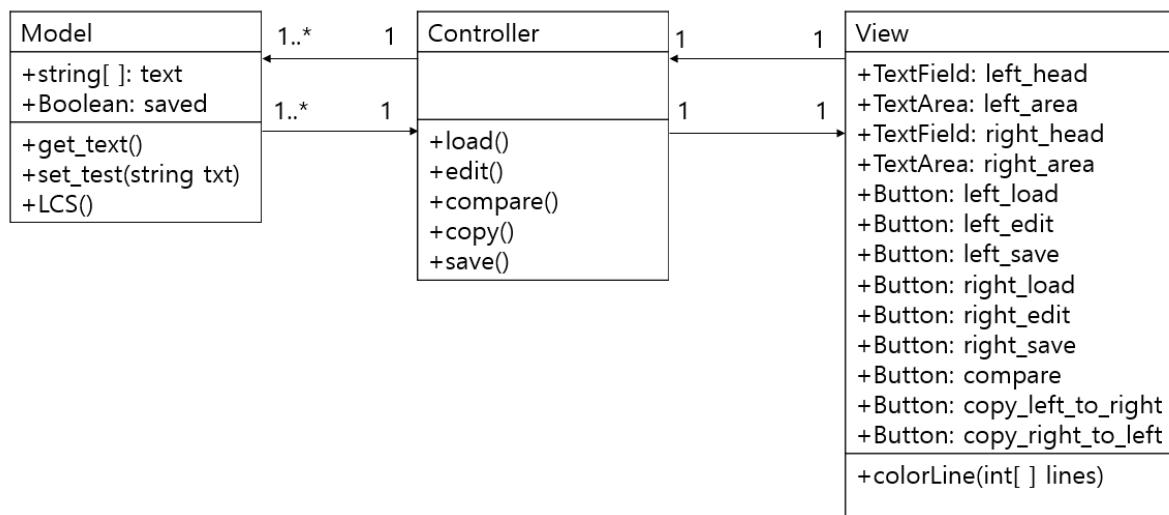 Model
+string[ ]: text
+Boolean: saved
+get_text()
+set_test(string txt)
+LCS()
1..* 1
1..* 1
Controller
+load()
+edit()
+compare()
+copy()
+save()
1 1
1 1
View
+TextField: left_head
+TextArea: left_area
+TextField: right_head
+TextArea: right_area
+Button: left_load
+Button: left_edit
+Button: left_save
+Button: right_load
+Button: right_edit
+Button: right_save
+Button: compare
+Button: copy_left_to_right
+Button: copy_right_to_left
+colorLine(int[ ] lines)